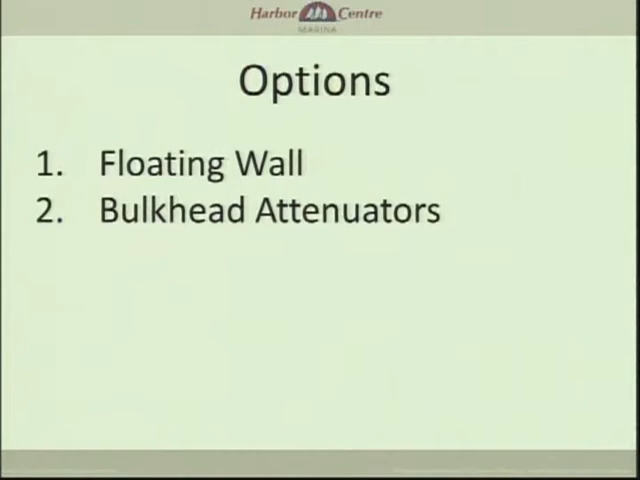 Harbor Centre
MARINA
Options
1. Floating Wall
2. Bulkhead Attenuators